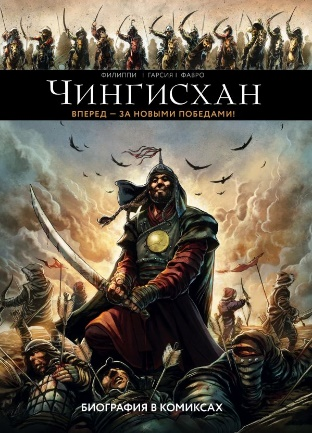 ФИЛИППИ | ГАРСИЯ | ФАВРО
ЧИНГИСХАН
ВПЕРЕД – ЗА НОВЫМИ ПОБЕДАМИ!
БИОГРАФИЯ В КОМИКСАХ